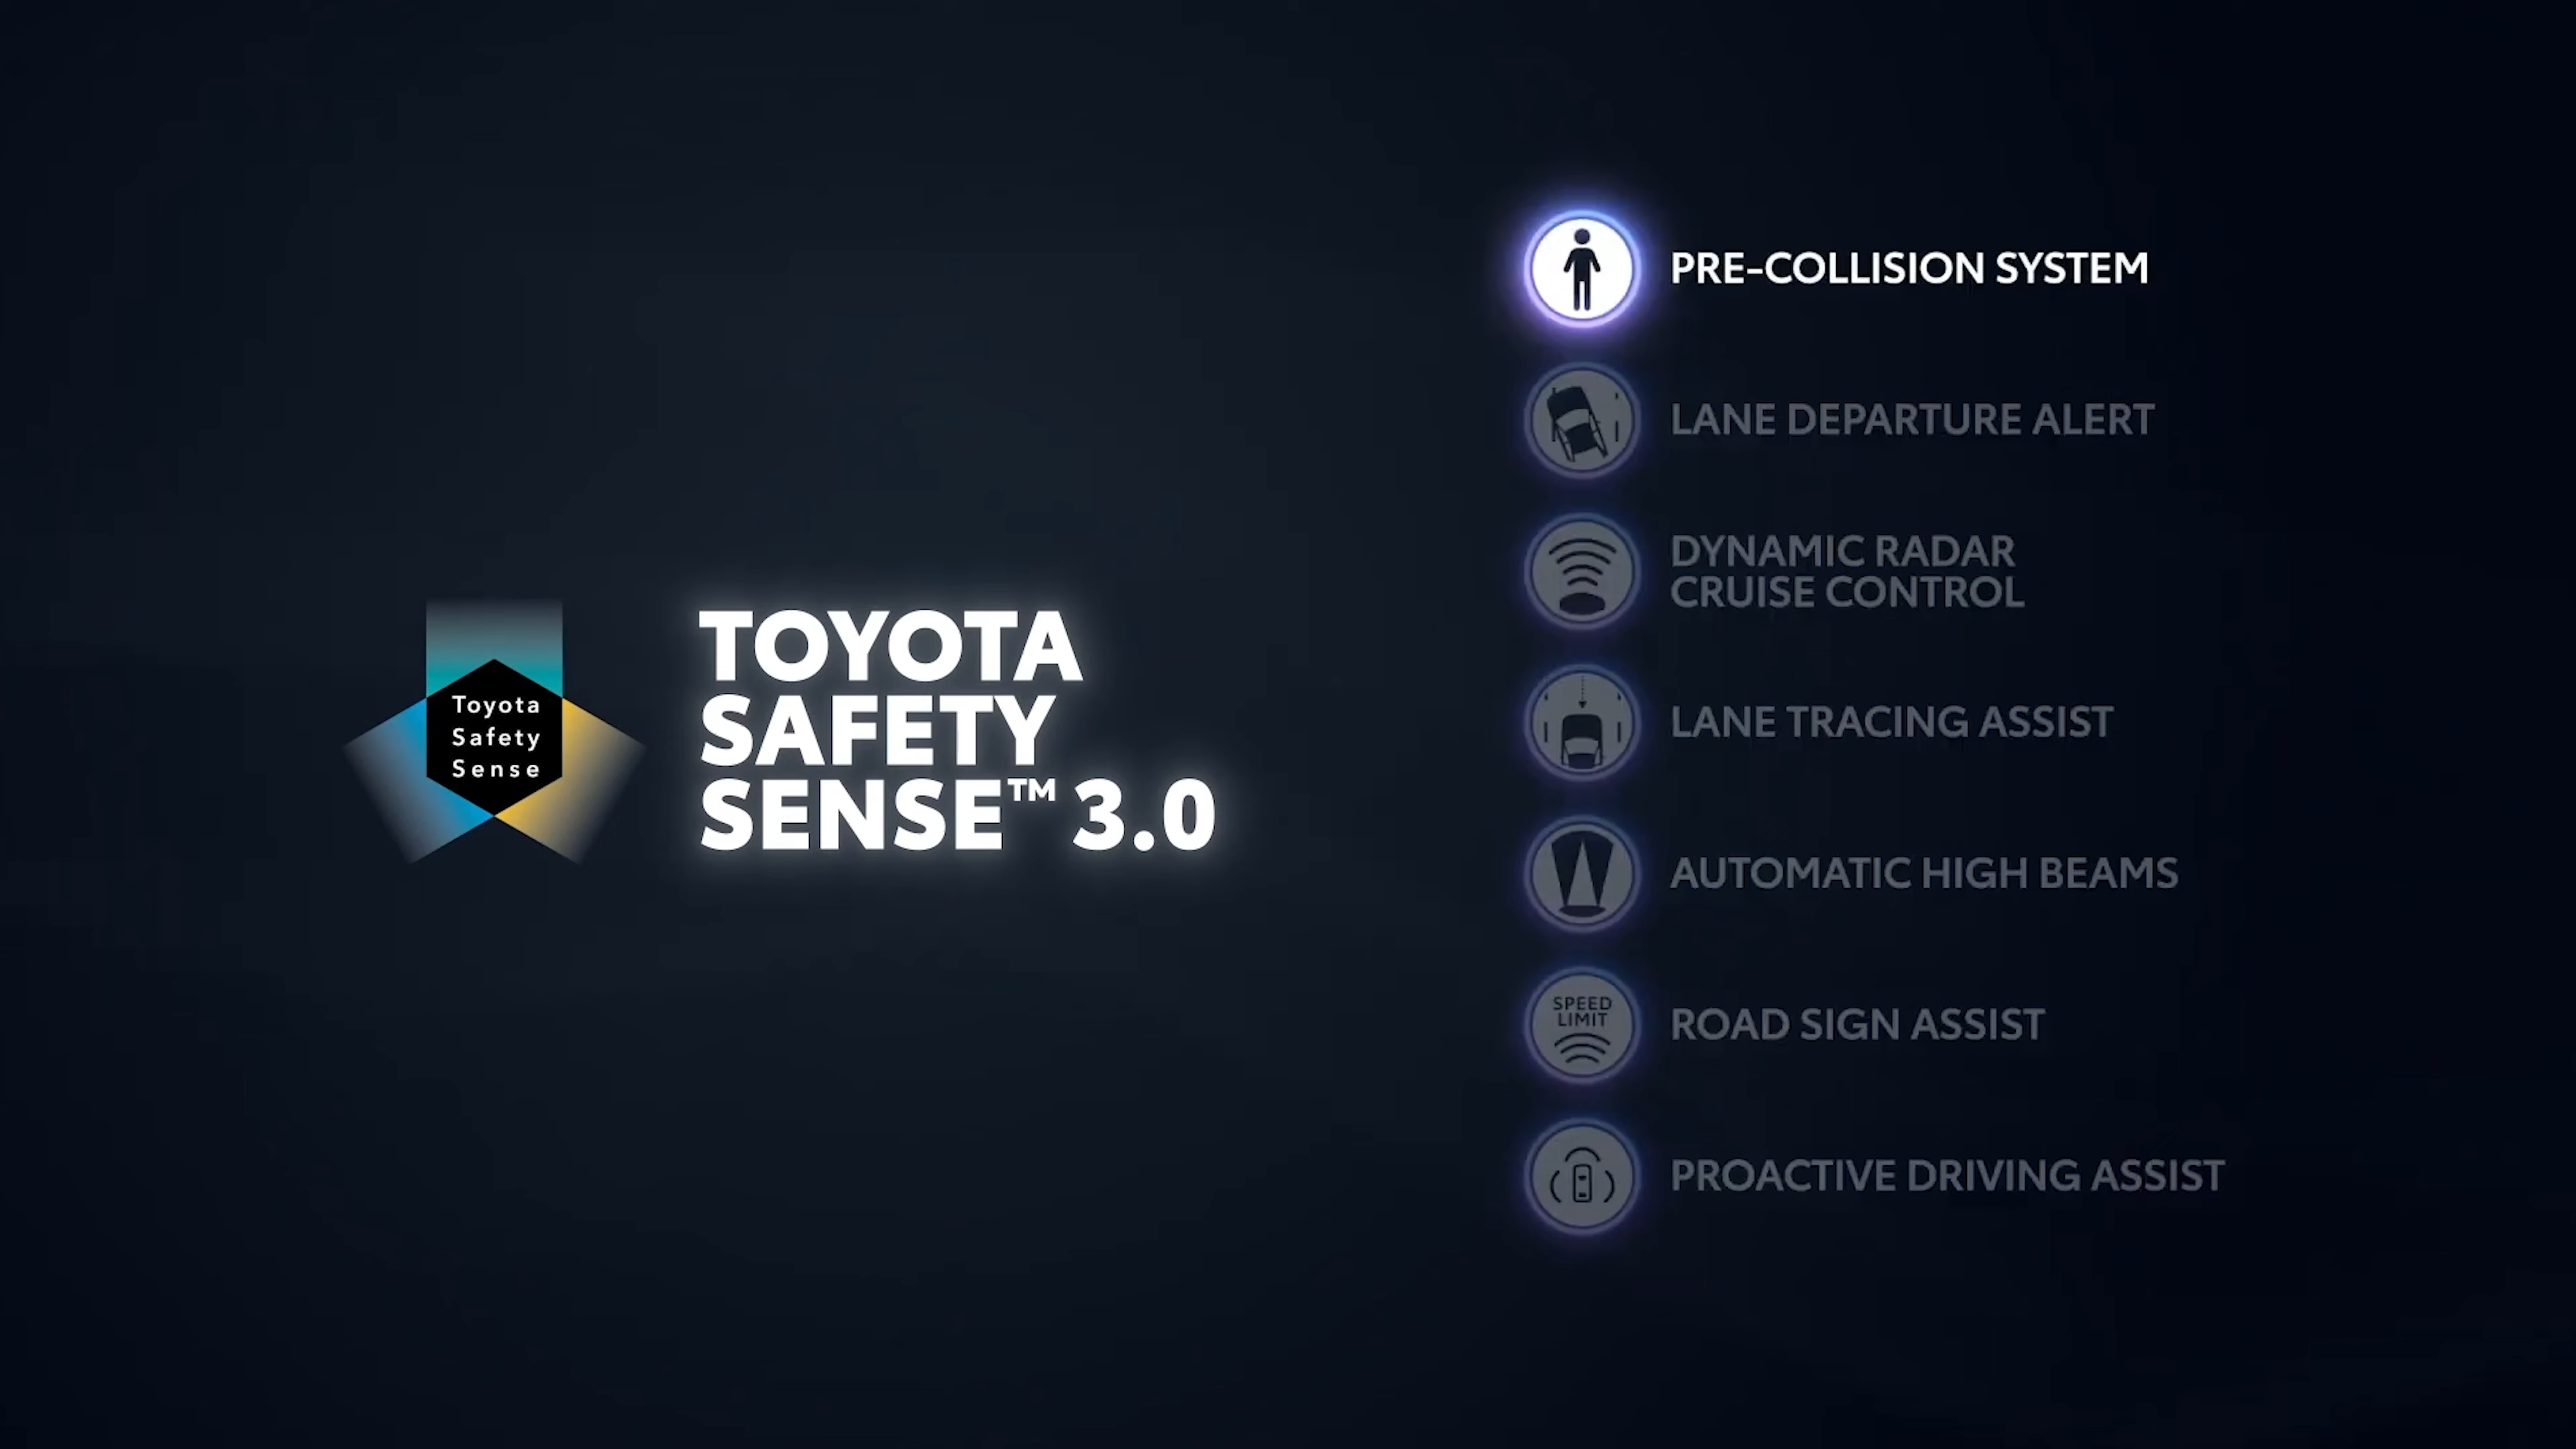 Toyota
Safety
Sense
TOYOTA
SAFETY
SENSE™ 3.0
PRE-COLLISION SYSTEM
LANE DEPARTURE ALERT
DYNAMIC RADAR
CRUISE CONTROL
LANE TRACING ASSIST
AUTOMATIC HIGH BEAMS
SPEED
LIMIT
ROAD SIGN ASSIST
PROACTIVE DRIVING ASSIST